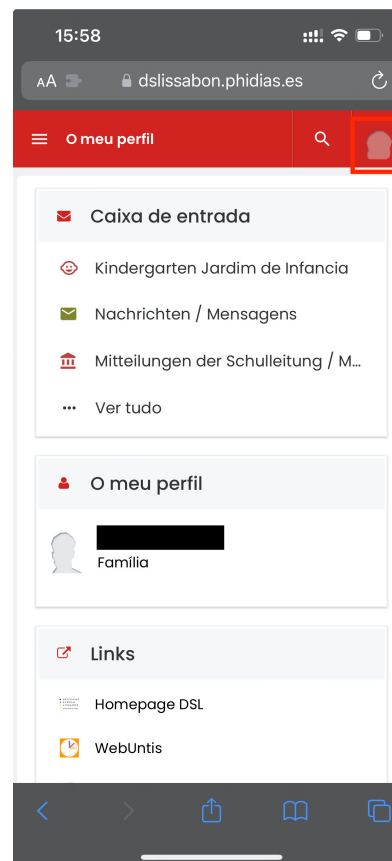 15:58
AA
dslissabon.phidias.es
O meu perfil
Caixa de entrada
Kindergarten Jardim de Infancia
Nachrichten / Mensagens
Mitteilungen der Schulleitung / M...
Ver tudo
O meu perfil
Família
Links
Homepage DSL
WebUntis